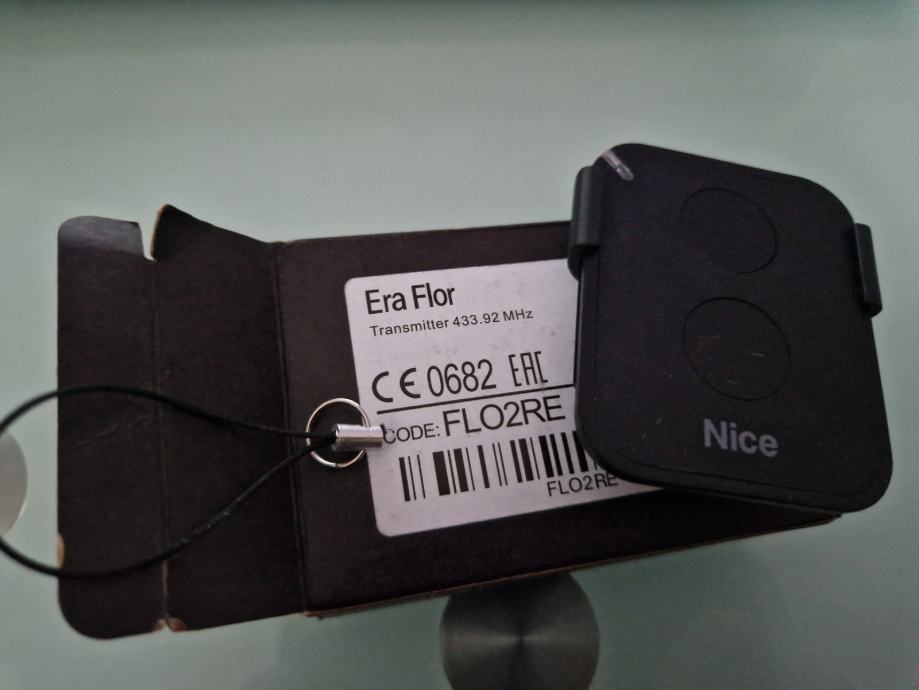 Era Flor
Transmitter 433.92 MHz
CE 0682 EAC
CODE: FLO2RE
FLO2RE
Nice